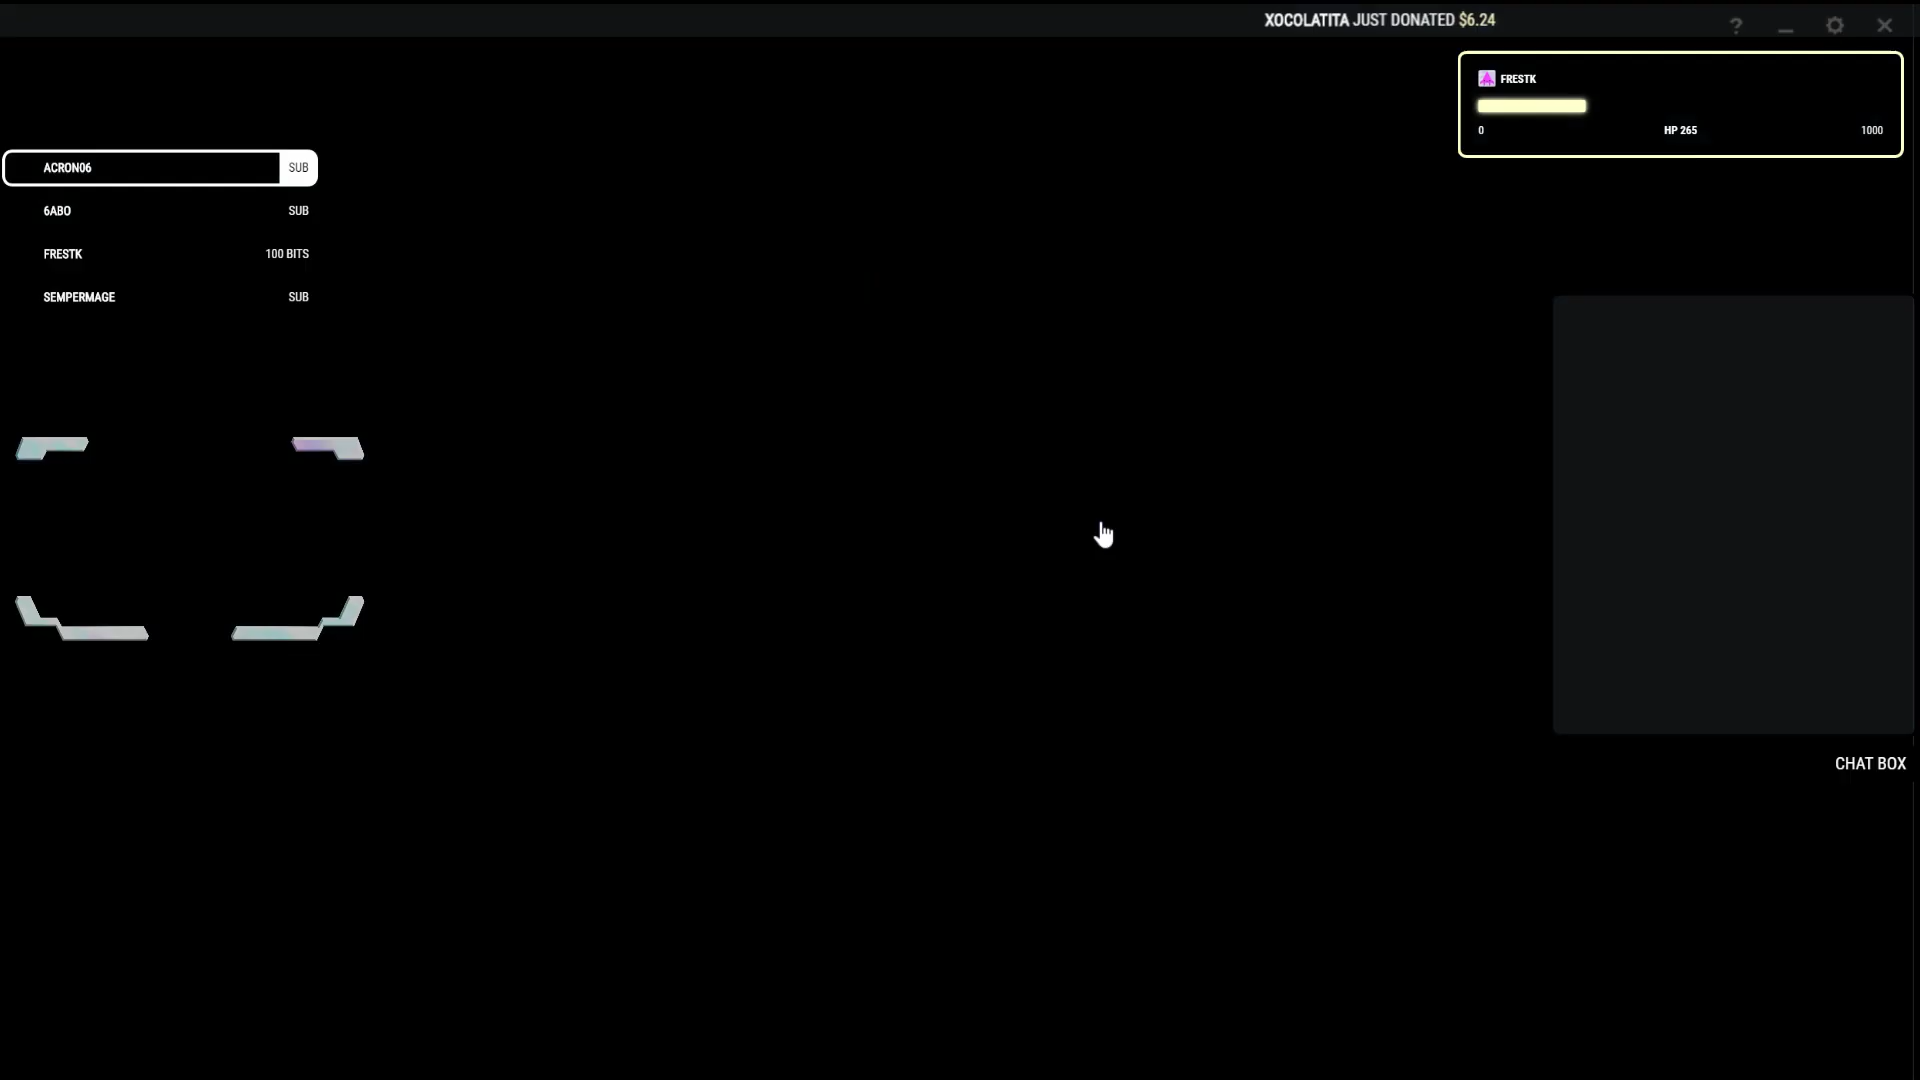 XOCOLATITA JUST DONATED $6.24
?
FRESTK
0 HP 265 1000
ACRON06 SUB
6ABO SUB
FRESTK 100 BITS
SEMPERMAGE SUB
CHAT BOX